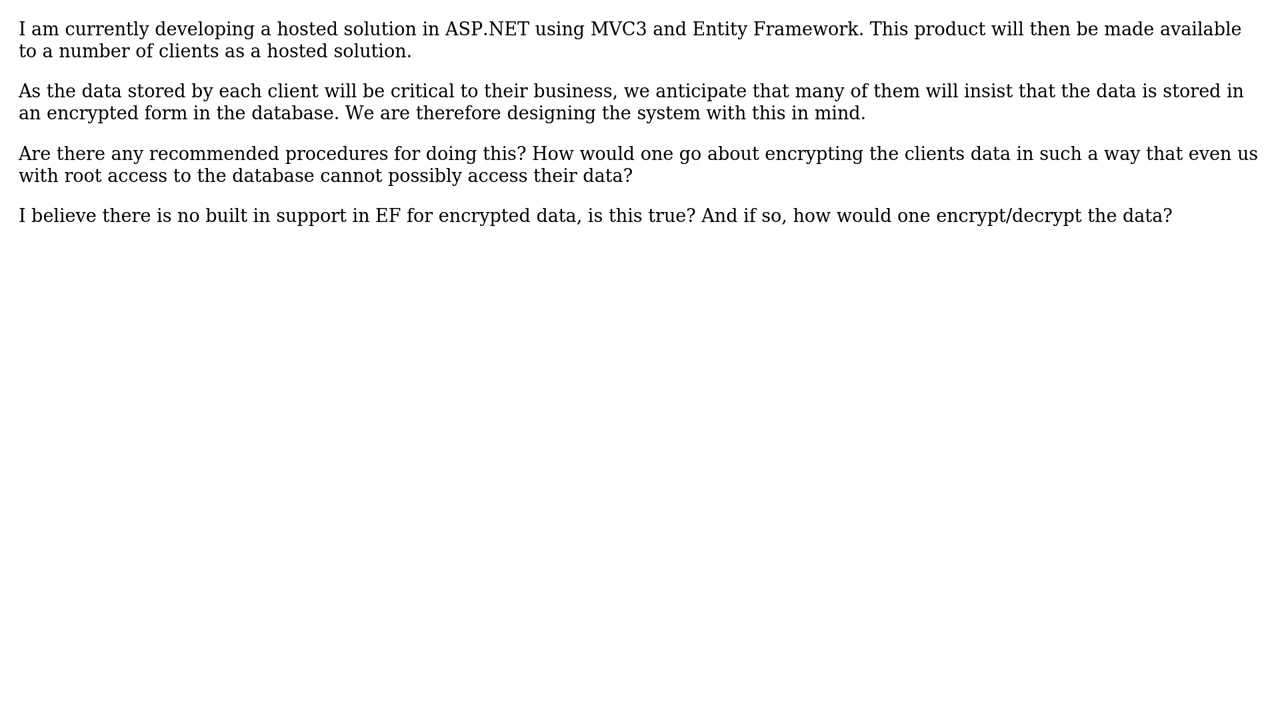 I am currently developing a hosted solution in ASP.NET using MVC3 and Entity Framework. This product will then be made available
to a number of clients as a hosted solution.
As the data stored by each client will be critical to their business, we anticipate that many of them will insist that the data is stored in
an encrypted form in the database. We are therefore designing the system with this in mind.
Are there any recommended procedures for doing this? How would one go about encrypting the clients data in such a way that even us
with root access to the database cannot possibly access their data?
I believe there is no built in support in EF for encrypted data, is this true? And if so, how would one encrypt/decrypt the data?